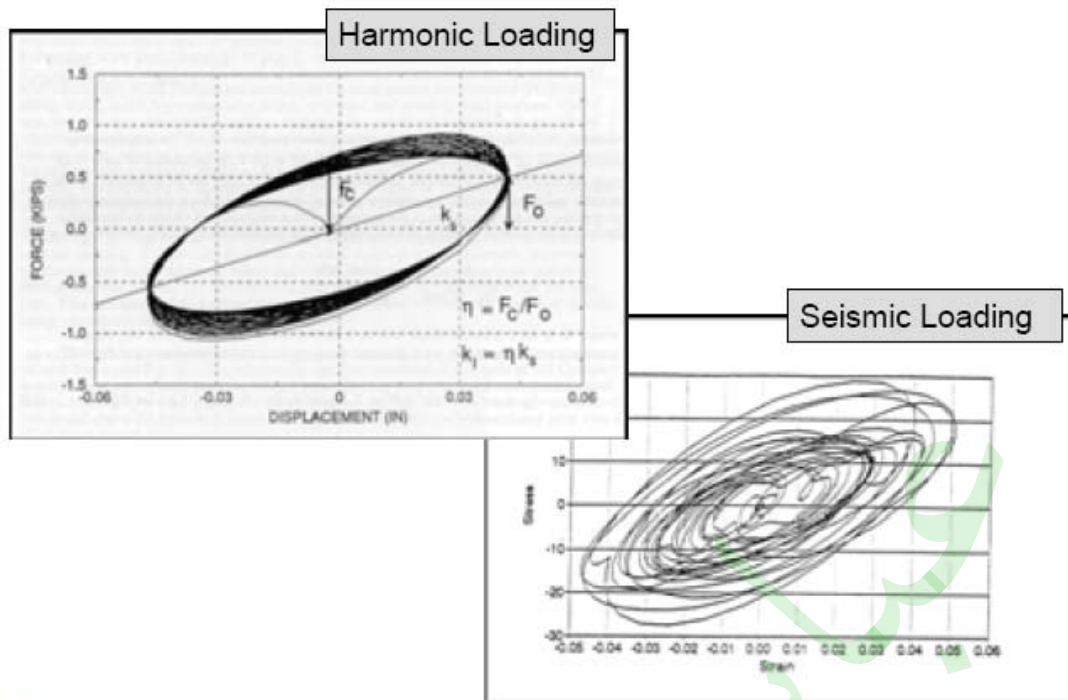 Harmonic Loading
1.5
1.0
0.5
0.0
-0.5
-1.0
-1.5
FORCE (KIPS)
f_c
F_o
k_s
η = F_c/F_o
k_i = η k_s
-0.06
-0.03
0
0.03
0.06
DISPLACEMENT (IN)
Seismic Loading
10
0
-10
-20
-30
Stress
-0.05 -0.04 -0.03 -0.02 -0.01 0.00 0.01 0.02 0.03 0.04 0.05 0.06
Strain